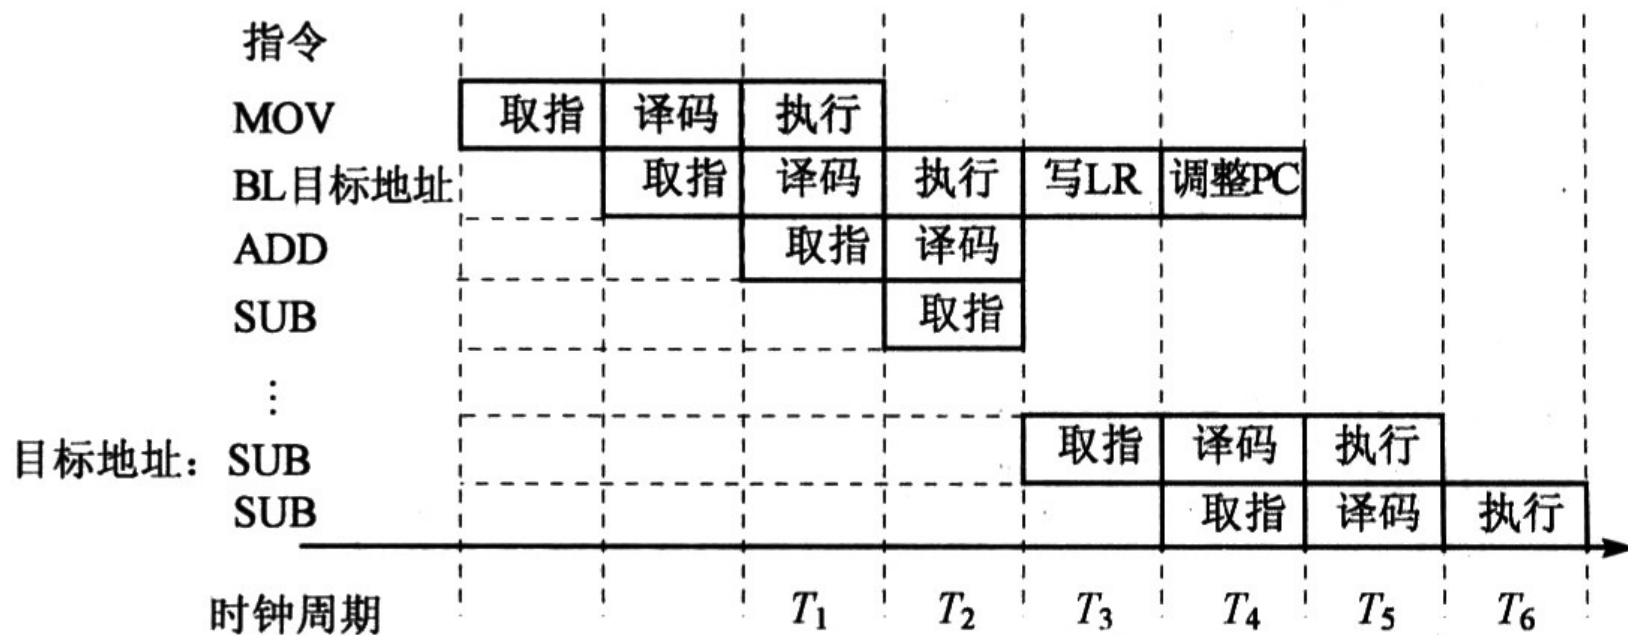 指令
MOV 取指 译码 执行
BL目标地址 取指 译码 执行 写LR 调整PC
ADD 取指 译码
SUB 取指
⋮
目标地址：SUB 取指 译码 执行
SUB 取指 译码 执行
时钟周期 T1 T2 T3 T4 T5 T6